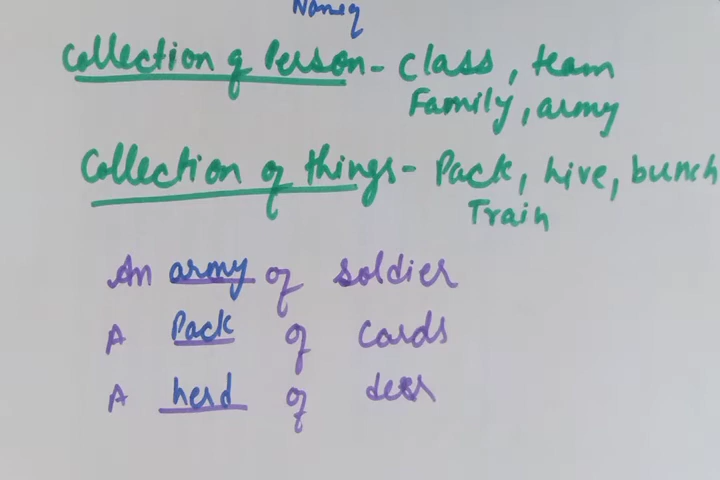 Collection of Person - Class, team
Family, army
Collection of things - Pack, hive, bunch
Train
An army of soldier
A Pack of cards
A herd of deer